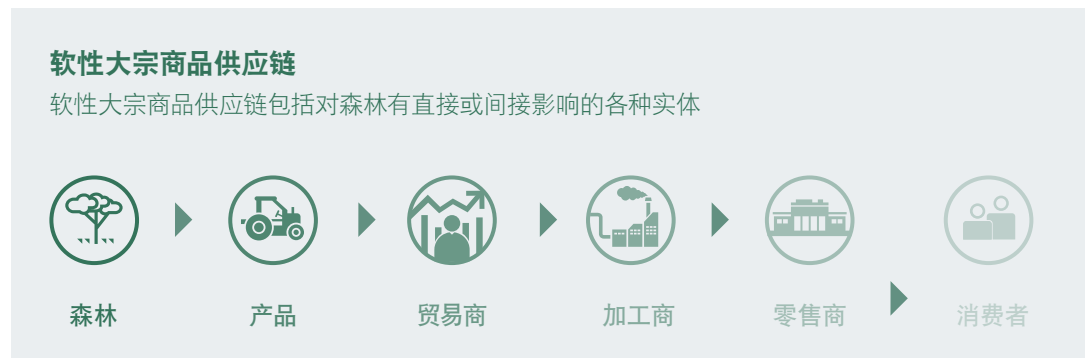 软性大宗商品供应链
软性大宗商品供应链包括对森林有直接或间接影响的各种实体
森林
产品
贸易商
加工商
零售商
消费者